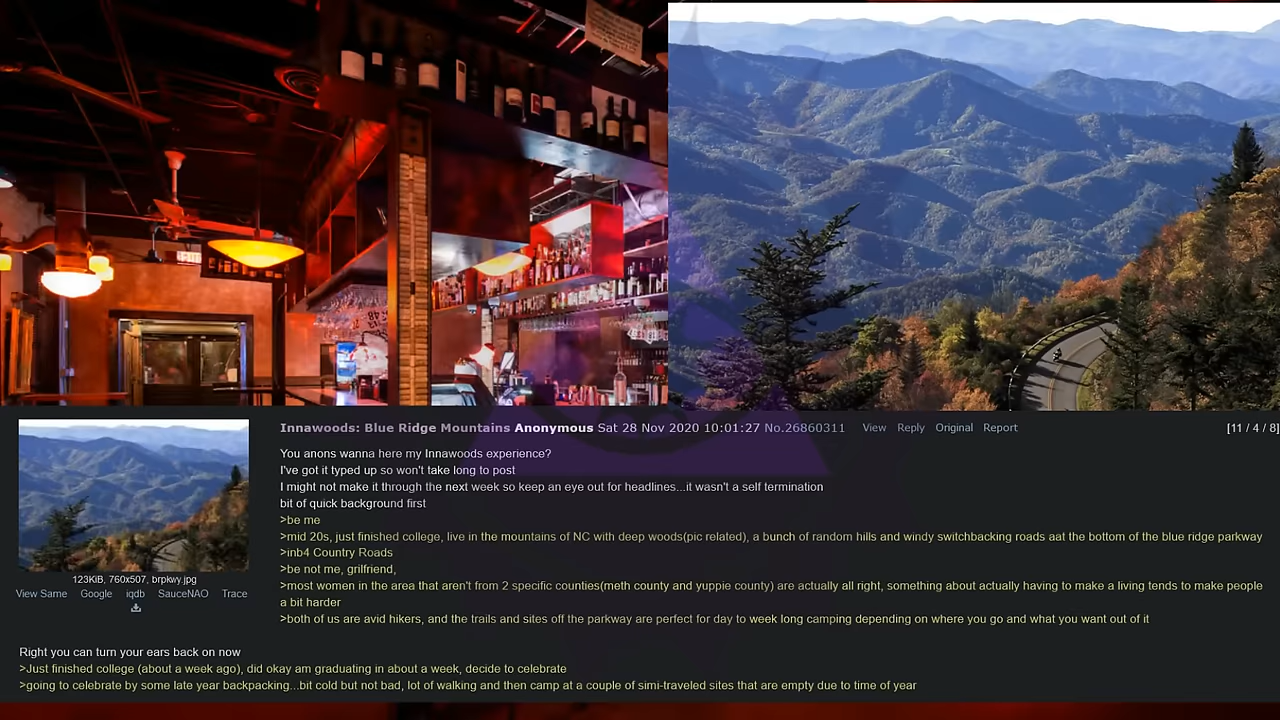 Innawoods: Blue Ridge Mountains Anonymous Sat 28 Nov 2020 10:01:27 No.26860311 View Reply Original Report [11 / 4 / 8]
You anons wanna here my Innawoods experience?
I've got it typed up so won't take long to post
I might not make it through the next week so keep an eye out for headlines...it wasn't a self termination
bit of quick background first
>be me
>mid 20s, just finished college, live in the mountains of NC with deep woods(pic related), a bunch of random hills and windy switchbacking roads aat the bottom of the blue ridge parkway
>inb4 Country Roads
>be not me, grilfriend,
>most women in the area that aren't from 2 specific counties(meth county and yuppie county) are actually all right, something about actually having to make a living tends to make people
a bit harder
>both of us are avid hikers, and the trails and sites off the parkway are perfect for day to week long camping depending on where you go and what you want out of it
123KiB, 760x507, brpkwy.jpg
View Same Google iqdb SauceNAO Trace
Right you can turn your ears back on now
>Just finished college (about a week ago), did okay am graduating in about a week, decide to celebrate
>going to celebrate by some late year backpacking...bit cold but not bad, lot of walking and then camp at a couple of simi-traveled sites that are empty due to time of year